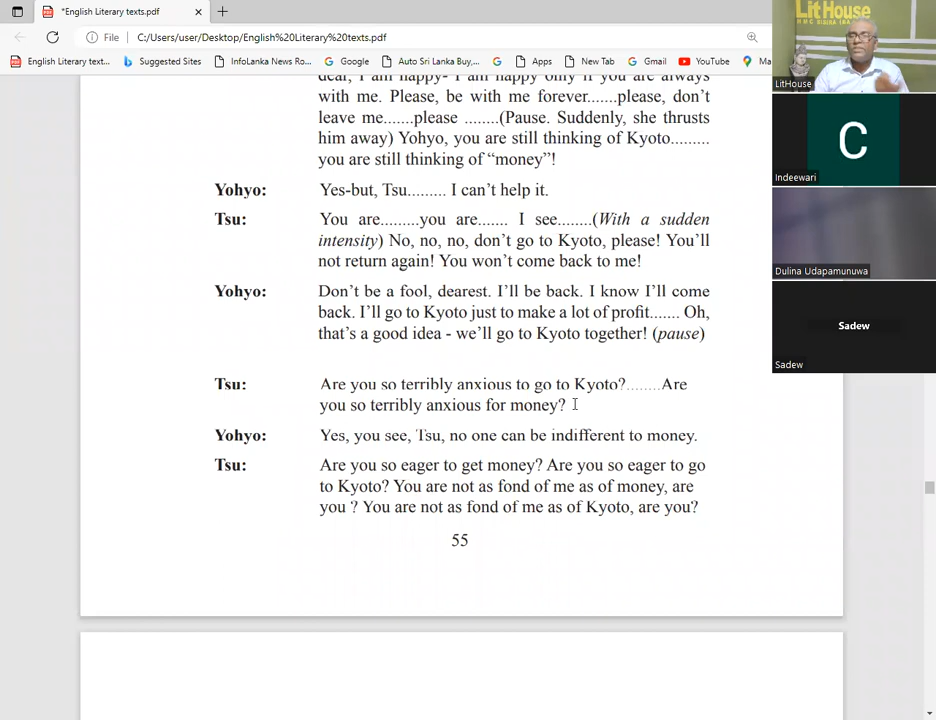 *English Literary texts.pdf
File C:/Users/user/Desktop/English%20Literary%20texts.pdf
English Literary text... Suggested Sites InfoLanka News Ro... Google Auto Sri Lanka Buy,... Apps New Tab Gmail YouTube Ma
dear, I am happy- I am happy only if you are always
with me. Please, be with me forever.......please, don't
leave me.......please ........(Pause. Suddenly, she thrusts
him away) Yohyo, you are still thinking of Kyoto.........
you are still thinking of “money”!
Yohyo: Yes-but, Tsu......... I can't help it.
Tsu: You are.........you are....... I see........(With a sudden
intensity) No, no, no, don't go to Kyoto, please! You'll
not return again! You won't come back to me!
Yohyo: Don't be a fool, dearest. I'll be back. I know I'll come
back. I'll go to Kyoto just to make a lot of profit....... Oh,
that's a good idea - we'll go to Kyoto together! (pause)
Tsu: Are you so terribly anxious to go to Kyoto?........Are
you so terribly anxious for money?
Yohyo: Yes, you see, Tsu, no one can be indifferent to money.
Tsu: Are you so eager to get money? Are you so eager to go
to Kyoto? You are not as fond of me as of money, are
you ? You are not as fond of me as of Kyoto, are you?
55
LitHouse
LitHouse
C
Indeewari
Dulina Udapamunuwa
Sadew
Sadew